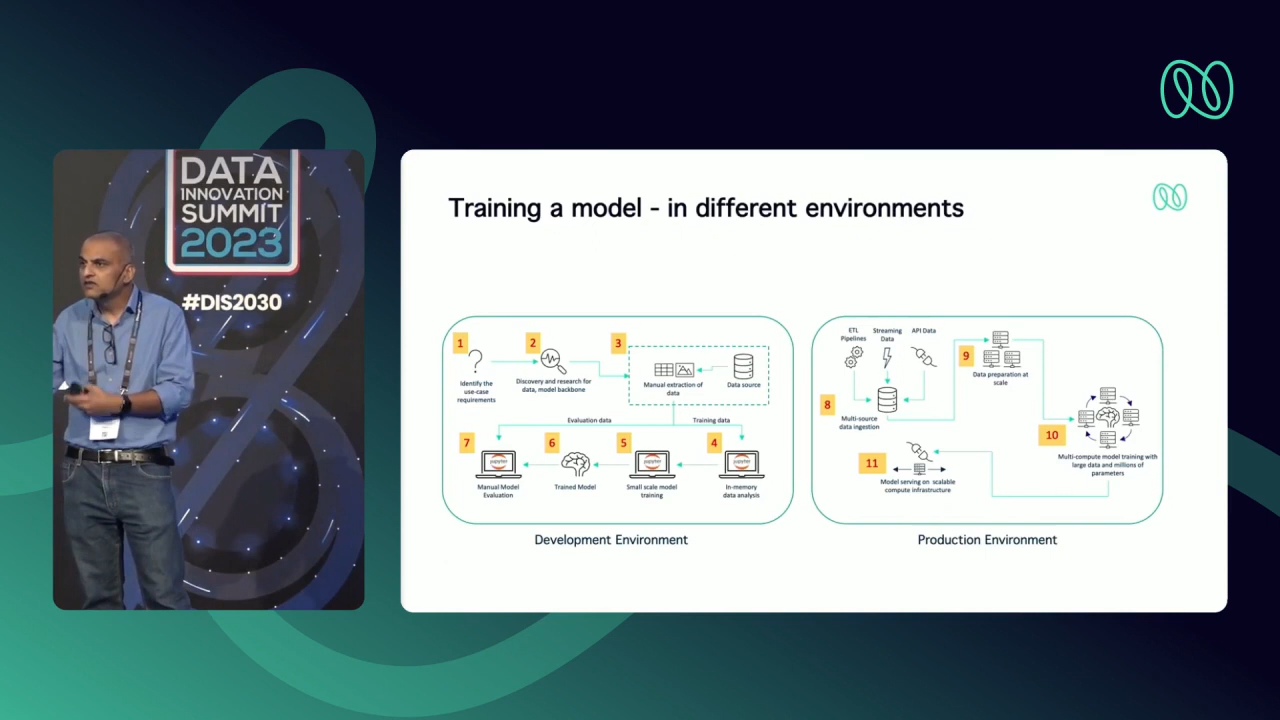 DATA
INNOVATION
SUMMIT
2023
#DIS2030
Training a model - in different environments
1
Identify the
use-case
requirements
2
Discovery and research for
data, model backbone
3
Manual extraction of
data
Data source
Evaluation data
Training data
7
jupyter
Manual Model
Evaluation
6
Trained Model
5
jupyter
Small scale model
training
4
jupyter
In-memory
data analysis
Development Environment
ETL
Pipelines
Streaming
Data
API Data
8
Multi-source
data ingestion
9
Data preparation at
scale
10
Multi-compute model training with
large data and millions of
parameters
11
Model serving on scalable
compute infrastructure
Production Environment